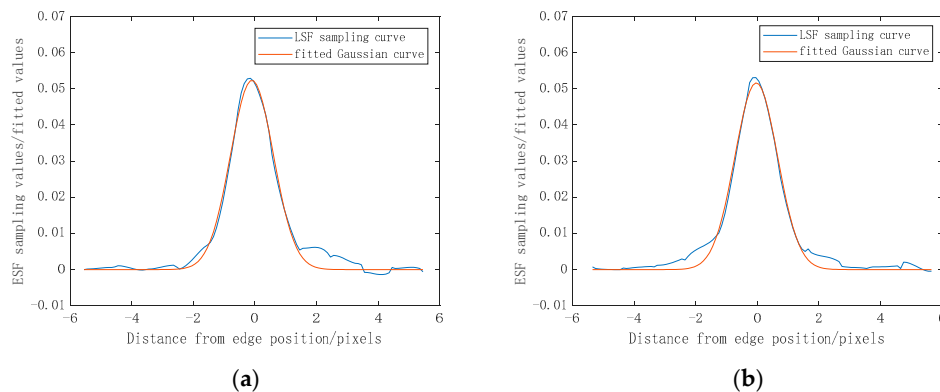 0.07
0.06
0.05
0.04
0.03
0.02
0.01
0
−0.01
ESF sampling values/fitted values
LSF sampling curve
fitted Gaussian curve
−6 −4 −2 0 2 4 6
Distance from edge position/pixels
(a)
0.07
0.06
0.05
0.04
0.03
0.02
0.01
0
−0.01
ESF sampling values/fitted values
LSF sampling curve
fitted Gaussian curve
−6 −4 −2 0 2 4 6
Distance from edge position/pixels
(b)